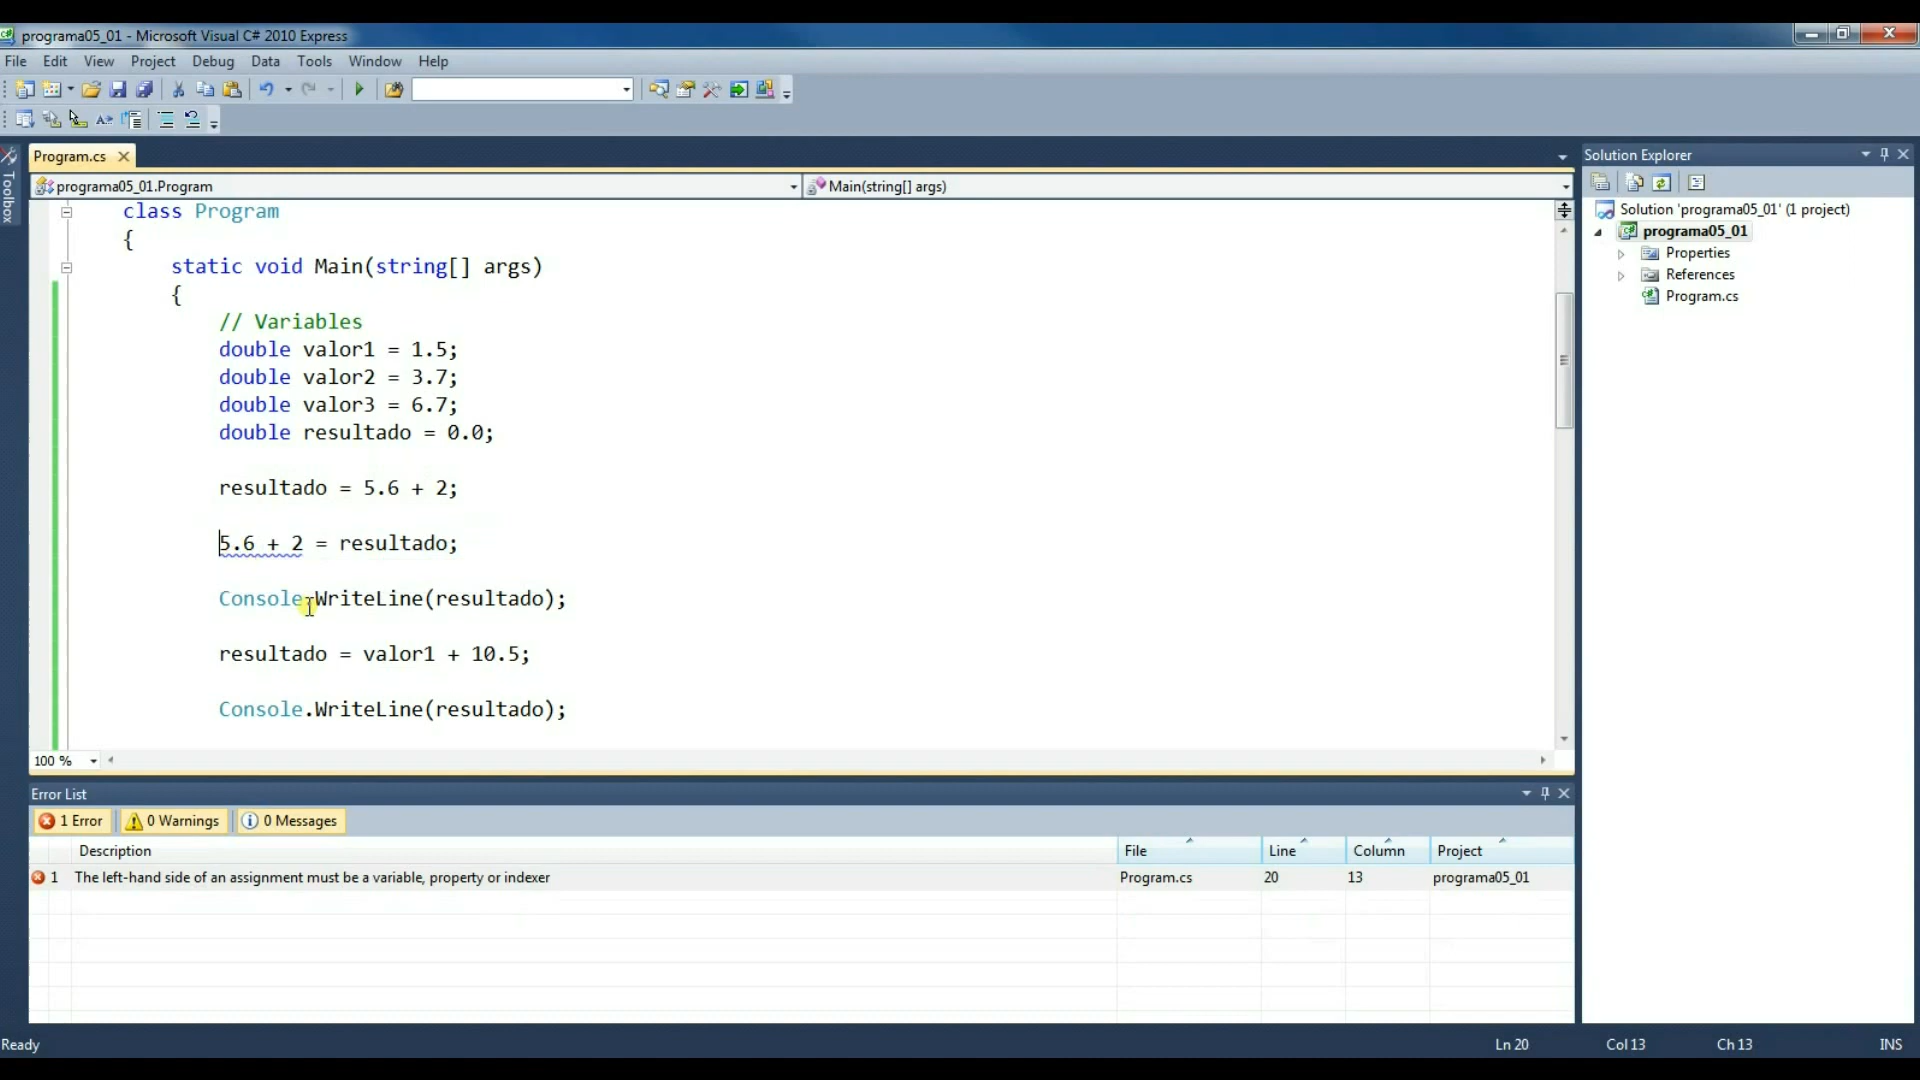 programa05_01 - Microsoft Visual C# 2010 Express
File Edit View Project Debug Data Tools Window Help
Program.cs
Toolbox
programa05_01.Program
Main(string[] args)
class Program
{
static void Main(string[] args)
{
// Variables
double valor1 = 1.5;
double valor2 = 3.7;
double valor3 = 6.7;
double resultado = 0.0;
resultado = 5.6 + 2;
5.6 + 2 = resultado;
Console.WriteLine(resultado);
resultado = valor1 + 10.5;
Console.WriteLine(resultado);
100 %
Solution Explorer
Solution 'programa05_01' (1 project)
programa05_01
Properties
References
Program.cs
Error List
1 Error 0 Warnings 0 Messages
Description File Line Column Project
1 The left-hand side of an assignment must be a variable, property or indexer Program.cs 20 13 programa05_01
Ready Ln 20 Col 13 Ch 13 INS